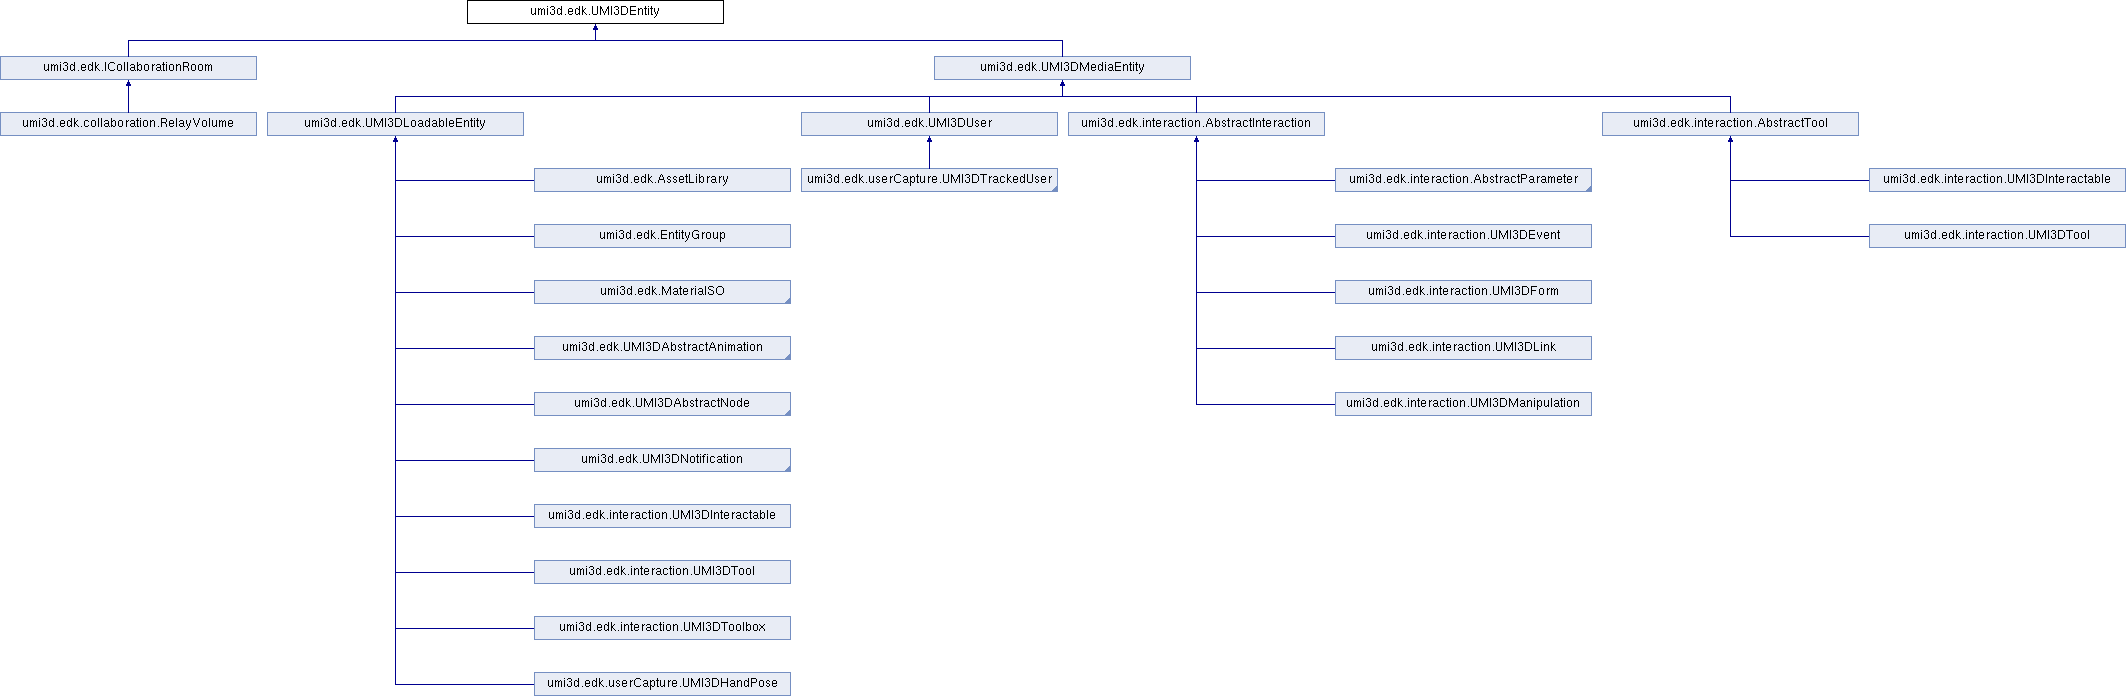 umi3d.edk.UMI3DEntity
umi3d.edk.ICollaborationRoom
umi3d.edk.UMI3DMediaEntity
umi3d.edk.collaboration.RelayVolume
umi3d.edk.UMI3DLoadableEntity
umi3d.edk.UMI3DUser
umi3d.edk.interaction.AbstractInteraction
umi3d.edk.interaction.AbstractTool
umi3d.edk.AssetLibrary
umi3d.edk.userCapture.UMI3DTrackedUser
umi3d.edk.interaction.AbstractParameter
umi3d.edk.interaction.UMI3DInteractable
umi3d.edk.EntityGroup
umi3d.edk.interaction.UMI3DEvent
umi3d.edk.interaction.UMI3DTool
umi3d.edk.MaterialSO
umi3d.edk.interaction.UMI3DForm
umi3d.edk.UMI3DAbstractAnimation
umi3d.edk.interaction.UMI3DLink
umi3d.edk.UMI3DAbstractNode
umi3d.edk.interaction.UMI3DManipulation
umi3d.edk.UMI3DNotification
umi3d.edk.interaction.UMI3DInteractable
umi3d.edk.interaction.UMI3DTool
umi3d.edk.interaction.UMI3DToolbox
umi3d.edk.userCapture.UMI3DHandPose